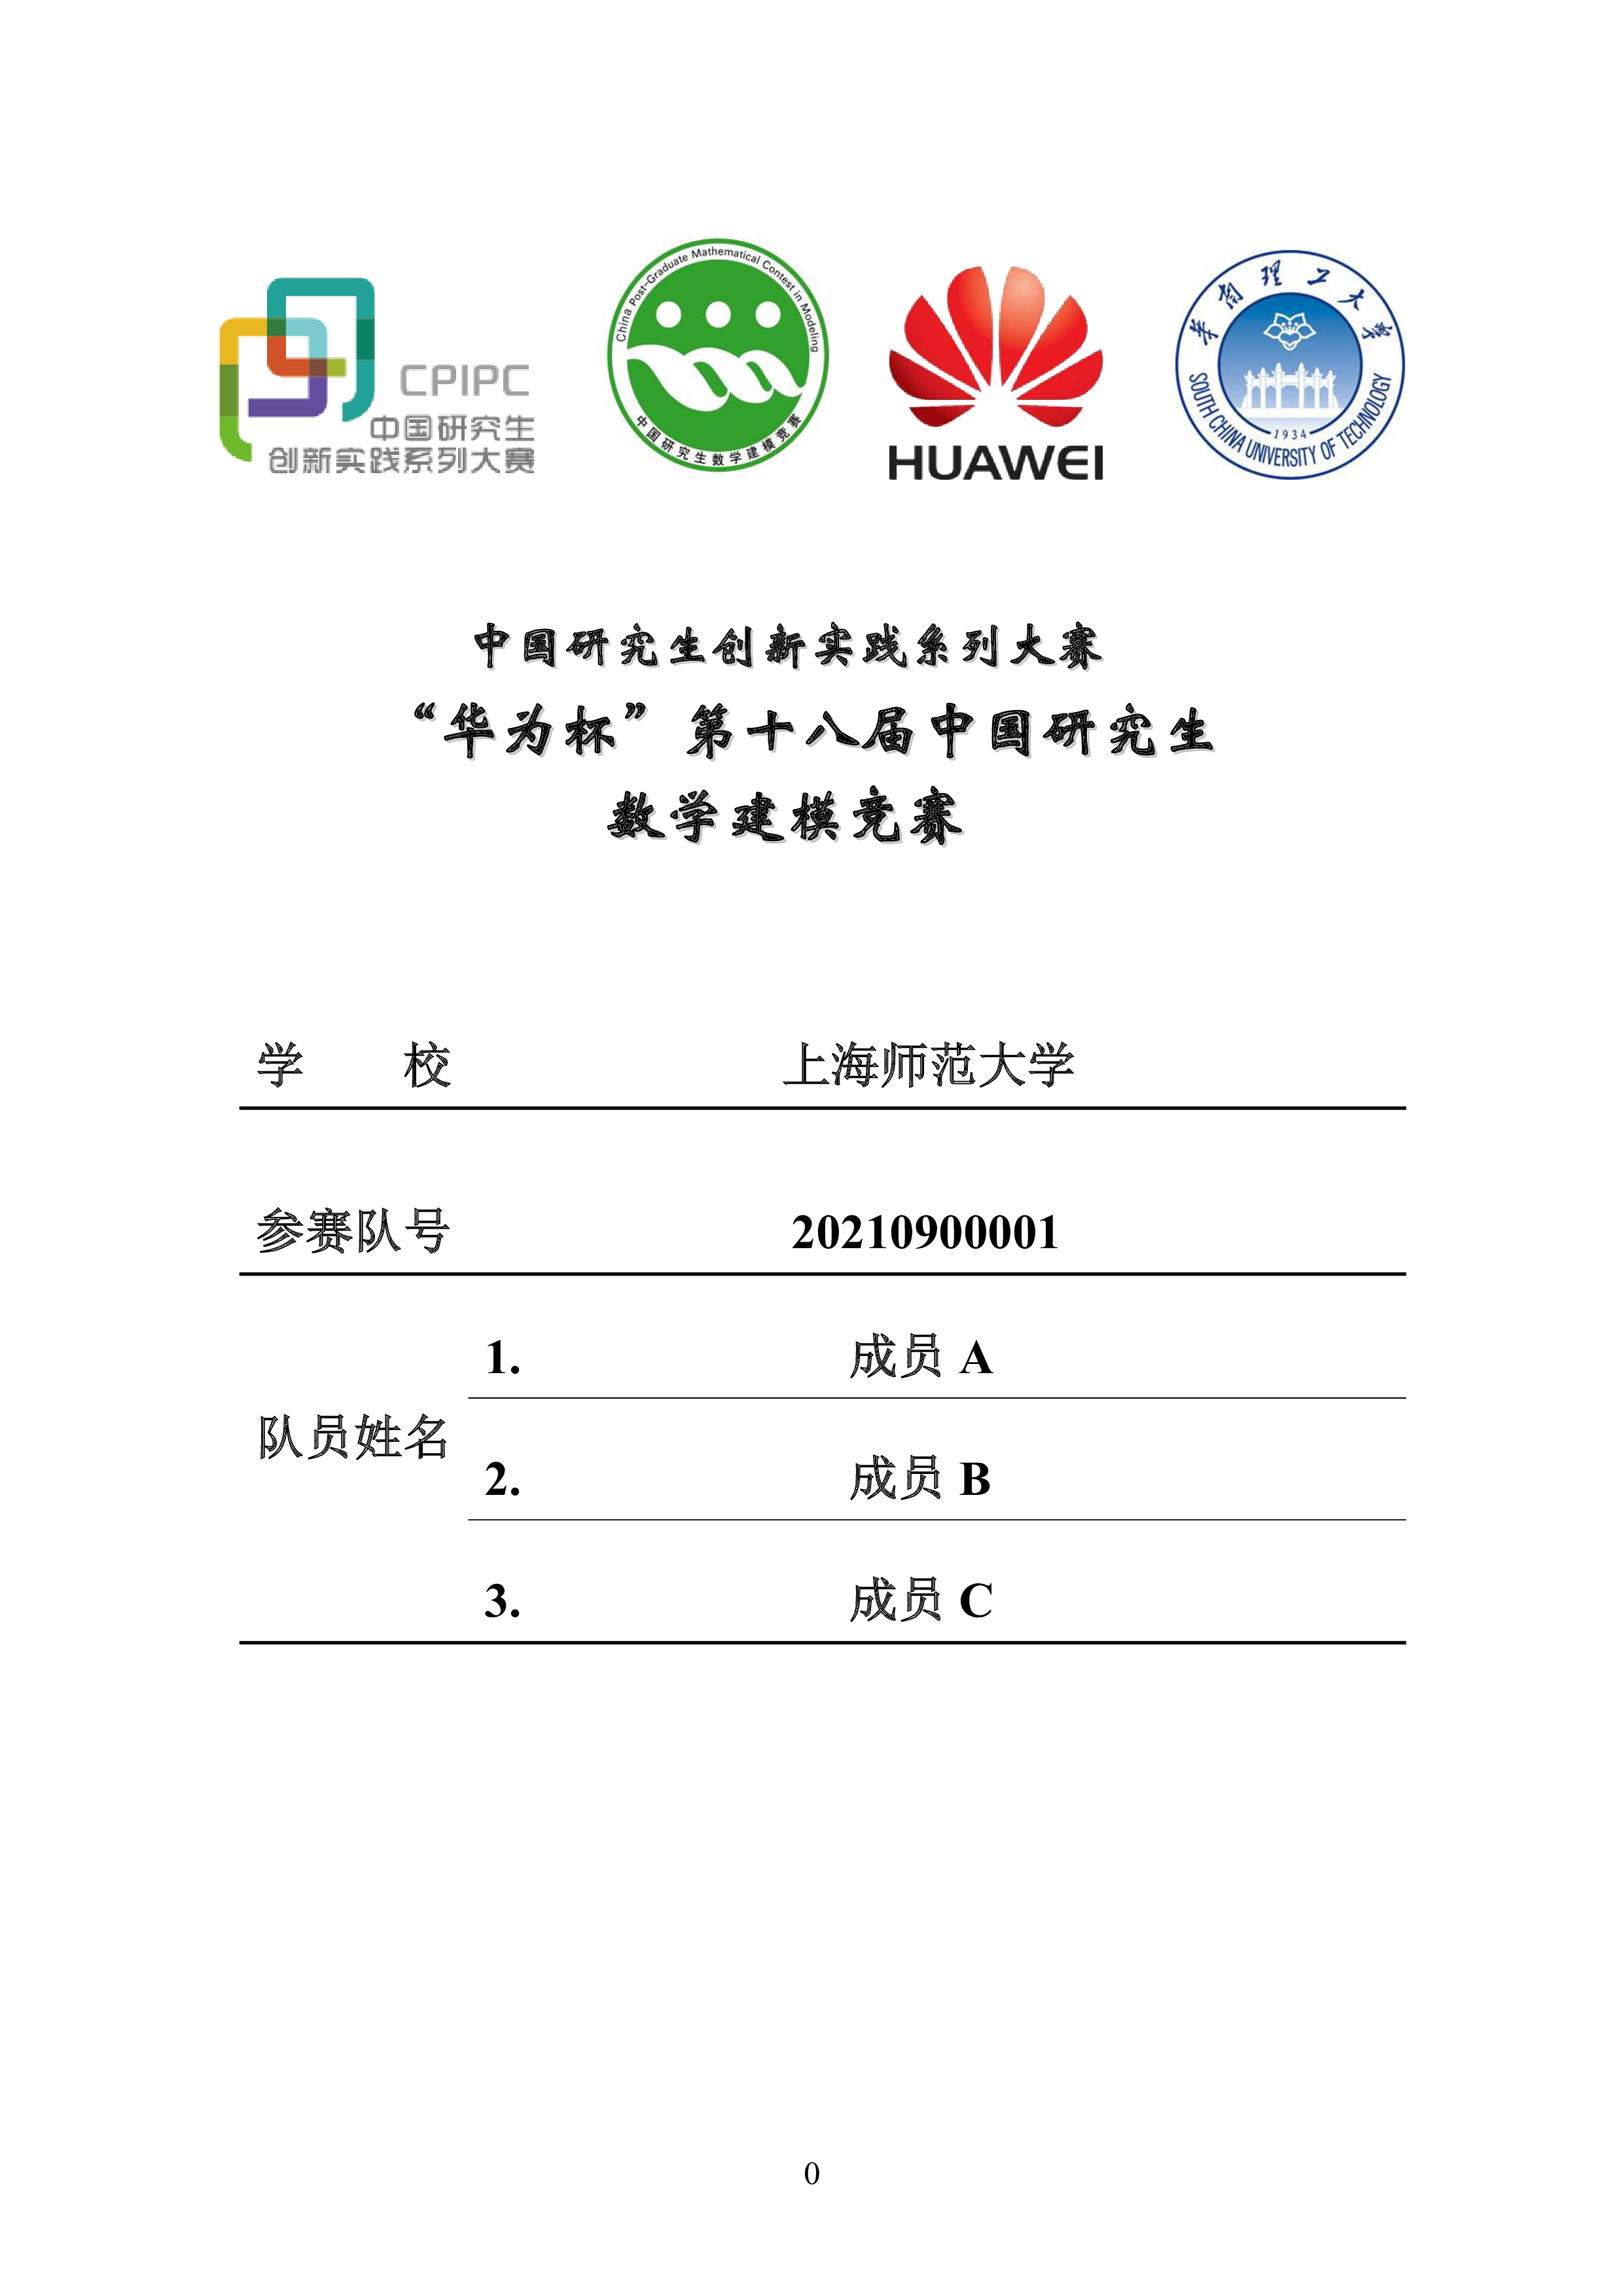 CPIPC
中国研究生
创新实践系列大赛
China Post-Graduate Mathematical Contest in Modeling
中国研究生数学建模竞赛
HUAWEI
华南理工大学
1934
SOUTH CHINA UNIVERSITY OF TECHNOLOGY
中国研究生创新实践系列大赛
“华为杯”第十八届中国研究生
数学建模竞赛
学 校 上海师范大学
参赛队号 20210900001
队员姓名
1. 成员 A
2. 成员 B
3. 成员 C
0